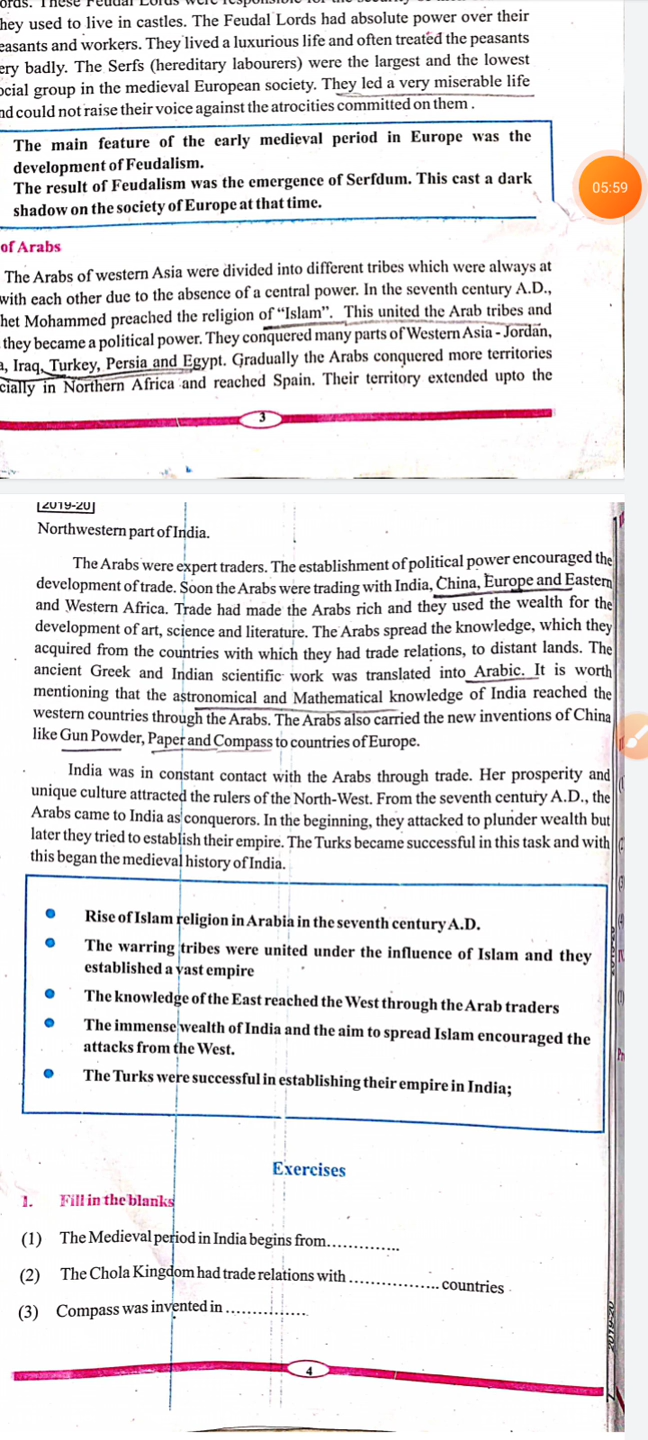 hey used to live in castles. The Feudal Lords had absolute power over their
easants and workers. They lived a luxurious life and often treated the peasants
ery badly. The Serfs (hereditary labourers) were the largest and the lowest
ocial group in the medieval European society. They led a very miserable life
nd could not raise their voice against the atrocities committed on them .
The main feature of the early medieval period in Europe was the
development of Feudalism.
The result of Feudalism was the emergence of Serfdum. This cast a dark
shadow on the society of Europe at that time.
05:59
of Arabs
The Arabs of western Asia were divided into different tribes which were always at
with each other due to the absence of a central power. In the seventh century A.D.,
het Mohammed preached the religion of “Islam”. This united the Arab tribes and
they became a political power. They conquered many parts of Western Asia - Jordan,
a, Iraq, Turkey, Persia and Egypt. Gradually the Arabs conquered more territories
cially in Northern Africa and reached Spain. Their territory extended upto the
3
[2019-20]
Northwestern part of India.
The Arabs were expert traders. The establishment of political power encouraged the
development of trade. Soon the Arabs were trading with India, China, Europe and Eastern
and Western Africa. Trade had made the Arabs rich and they used the wealth for the
development of art, science and literature. The Arabs spread the knowledge, which they
acquired from the countries with which they had trade relations, to distant lands. The
ancient Greek and Indian scientific work was translated into Arabic. It is worth
mentioning that the astronomical and Mathematical knowledge of India reached the
western countries through the Arabs. The Arabs also carried the new inventions of China
like Gun Powder, Paper and Compass to countries of Europe.
India was in constant contact with the Arabs through trade. Her prosperity and
unique culture attracted the rulers of the North-West. From the seventh century A.D., the
Arabs came to India as conquerors. In the beginning, they attacked to plunder wealth but
later they tried to establish their empire. The Turks became successful in this task and with
this began the medieval history of India.
Rise of Islam religion in Arabia in the seventh century A.D.
The warring tribes were united under the influence of Islam and they
established a vast empire
The knowledge of the East reached the West through the Arab traders
The immense wealth of India and the aim to spread Islam encouraged the
attacks from the West.
The Turks were successful in establishing their empire in India;
Exercises
1. Fill in the blanks
(1) The Medieval period in India begins from.............
(2) The Chola Kingdom had trade relations with ................ countries
(3) Compass was invented in ..............
4